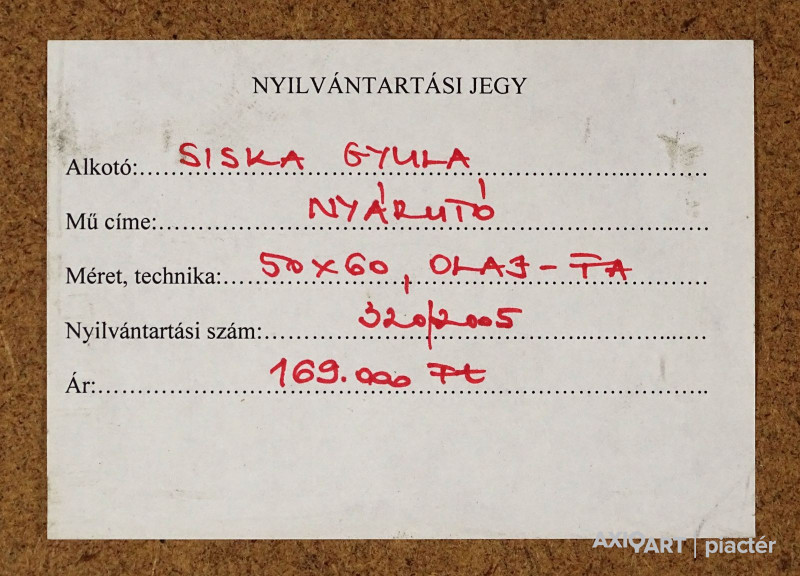 NYILVÁNTARTÁSI JEGY
Alkotó: SISKA GYULA
Mű címe: NYÁRUTÓ
Méret, technika: 50x60, OLAJ-FA
Nyilvántartási szám: 320/2005
Ár: 169.000 Ft
AXIOART | piactér